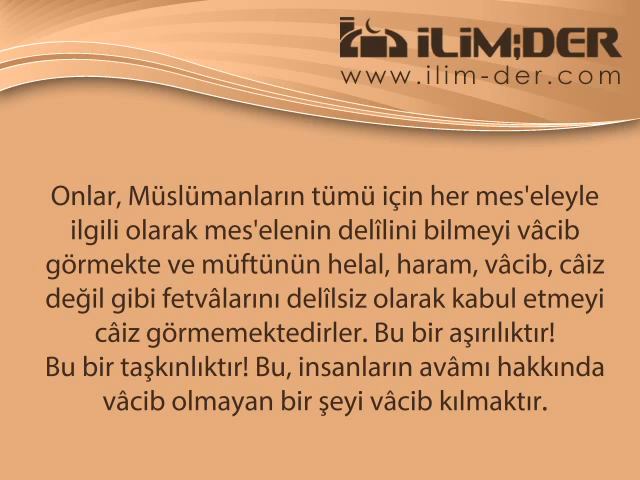 İLİM;DER
www.ilim-der.com
Onlar, Müslümanların tümü için her mes'eleyle
ilgili olarak mes'elenin delîlini bilmeyi vâcib
görmekte ve müftünün helal, haram, vâcib, câiz
değil gibi fetvâlarını delîlsiz olarak kabul etmeyi
câiz görmemektedirler. Bu bir aşırılıktır!
Bu bir taşkınlıktır! Bu, insanların avâmı hakkında
vâcib olmayan bir şeyi vâcib kılmaktır.